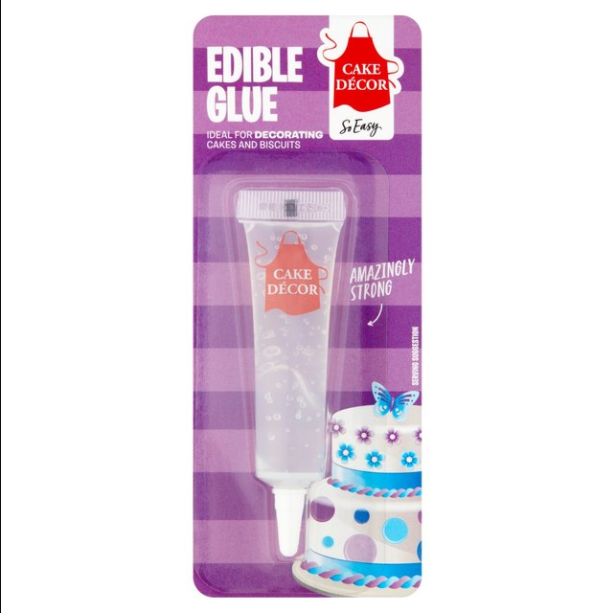 EDIBLE
GLUE
IDEAL FOR DECORATING
CAKES AND BISCUITS
CAKE
DÉCOR
So Easy
CAKE
DÉCOR
AMAZINGLY
STRONG
SERVING SUGGESTION